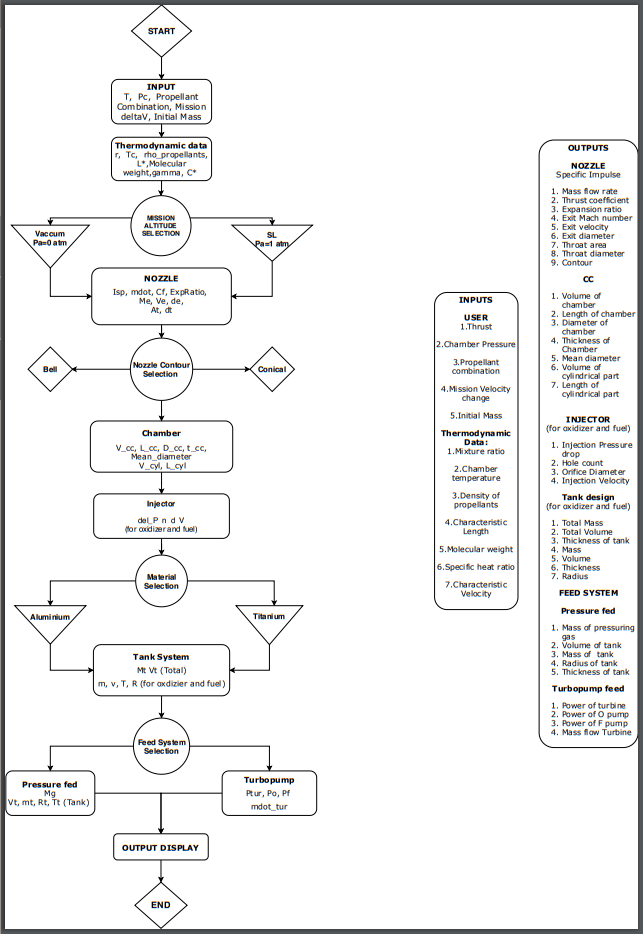 START
INPUT
T, Pc, Propellant
Combination, Mission
deltaV, Initial Mass
Thermodynamic data
r, Tc, rho_propellants,
L*,Molecular
weight,gamma, C*
MISSION
ALTITUDE
SELECTION
Vaccum
Pa=0 atm
SL
Pa=1 atm
NOZZLE
Isp, mdot, Cf, ExpRatio,
Me, Ve, de,
At, dt
Nozzle Contour
Selection
Bell
Conical
Chamber
V_cc, L_cc, D_cc, t_cc,
Mean_diameter
V_cyl, L_cyl
Injector
del_P n d V
(for oxidizer and fuel)
Material
Selection
Aluminium
Titanium
Tank System
Mt Vt (Total)
m, v, T, R (for oxdizier and fuel)
Feed System
Selection
Pressure fed
Mg
Vt, mt, Rt, Tt (Tank)
Turbopump
Ptur, Po, Pf
mdot_tur
OUTPUT DISPLAY
END
INPUTS
USER
1.Thrust
2.Chamber Pressure
3.Propellant
combination
4.Mission Velocity
change
5.Initial Mass
Thermodynamic
Data:
1.Mixture ratio
2.Chamber
temperature
3.Density of
propellants
4.Characteristic
Length
5.Molecular weight
6.Specific heat ratio
7.Characteristic
Velocity
OUTPUTS
NOZZLE
Specific Impulse
1. Mass flow rate
2. Thrust coefficient
3. Expansion ratio
4. Exit Mach number
5. Exit velocity
6. Exit diameter
7. Throat area
8. Throat diameter
9. Contour
CC
1. Volume of
chamber
2. Length of chamber
3. Diameter of
chamber
4. Thickness of
Chamber
5. Mean diameter
6. Volume of
cylindrical part
7. Length of
cylindrical part
INJECTOR
(for oxidizer and fuel)
1. Injection Pressure
drop
2. Hole count
3. Orifice Diameter
4. Injection Velocity
Tank design
(for oxidizer and fuel)
1. Total Mass
2. Total Volume
3. Thickness of tank
4. Mass
5. Volume
6. Thickness
7. Radius
FEED SYSTEM
Pressure fed
1. Mass of pressuring
gas
2. Volume of tank
3. Mass of tank
4. Radius of tank
5. Thickness of tank
Turbopump feed
1. Power of turbine
2. Power of O pump
3. Power of F pump
4. Mass flow Turbine